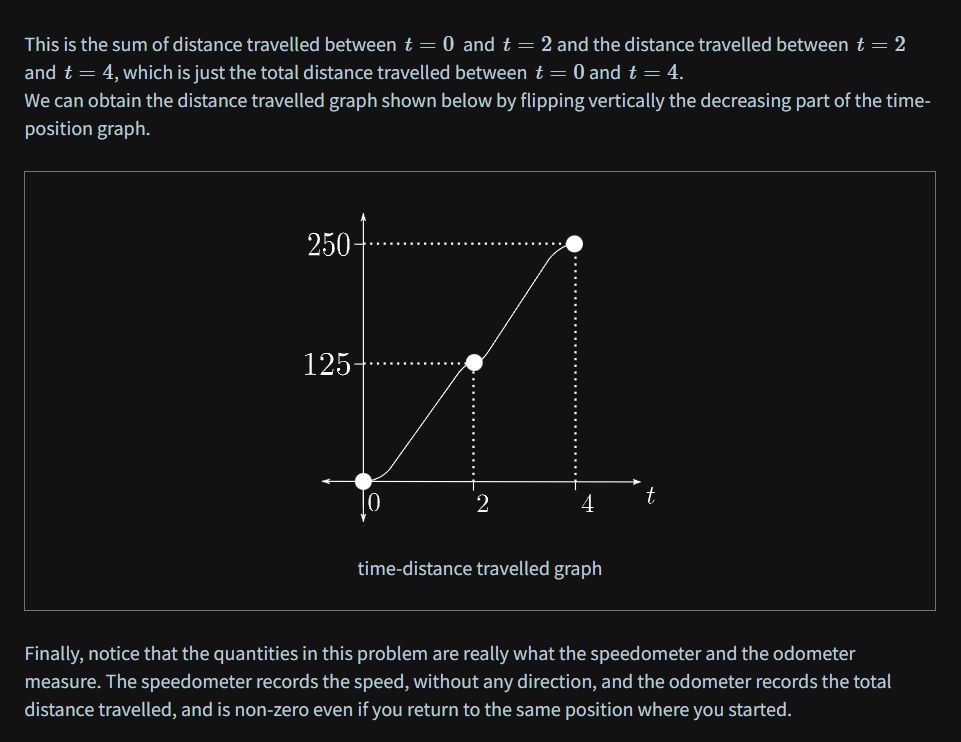 This is the sum of distance travelled between t = 0 and t = 2 and the distance travelled between t = 2
and t = 4, which is just the total distance travelled between t = 0 and t = 4.
We can obtain the distance travelled graph shown below by flipping vertically the decreasing part of the time-
position graph.
250
125
0 2 4 t
time-distance travelled graph
Finally, notice that the quantities in this problem are really what the speedometer and the odometer
measure. The speedometer records the speed, without any direction, and the odometer records the total
distance travelled, and is non-zero even if you return to the same position where you started.